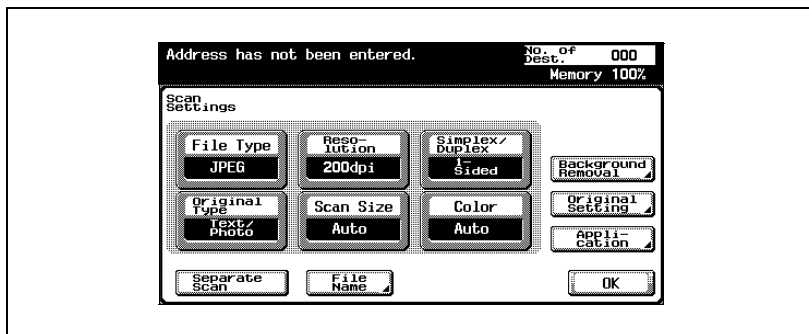 Address has not been entered.
No. of
Dest.
000
Memory 100%
Scan
Settings
File Type
JPEG
Reso-
lution
200dpi
Simplex/
Duplex
1-
Sided
Background
Removal
Original
Type
Text/
Photo
Scan Size
Auto
Color
Auto
Original
Setting
Appli-
cation
Separate
Scan
File
Name
OK